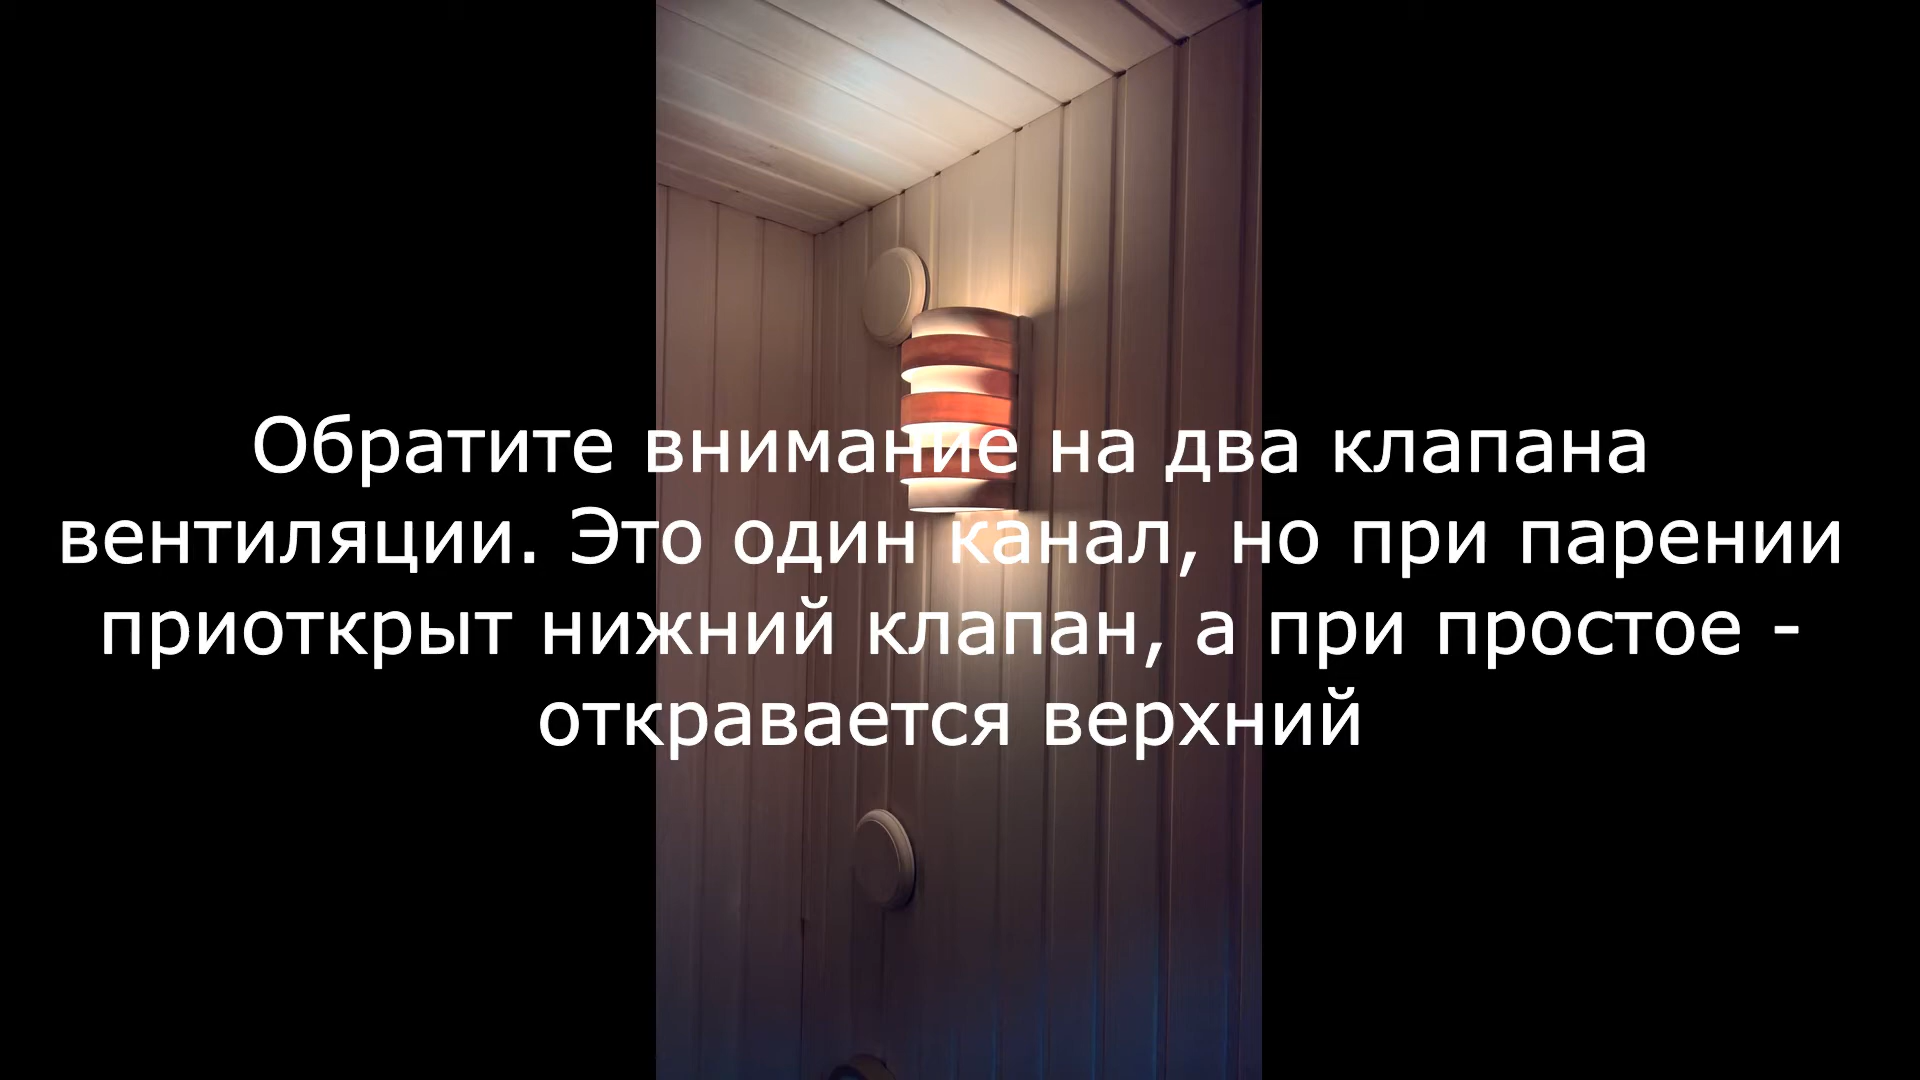 Обратите внимание на два клапана
вентиляции. Это один канал, но при парении
приоткрыт нижний клапан, а при простое -
откравается верхний